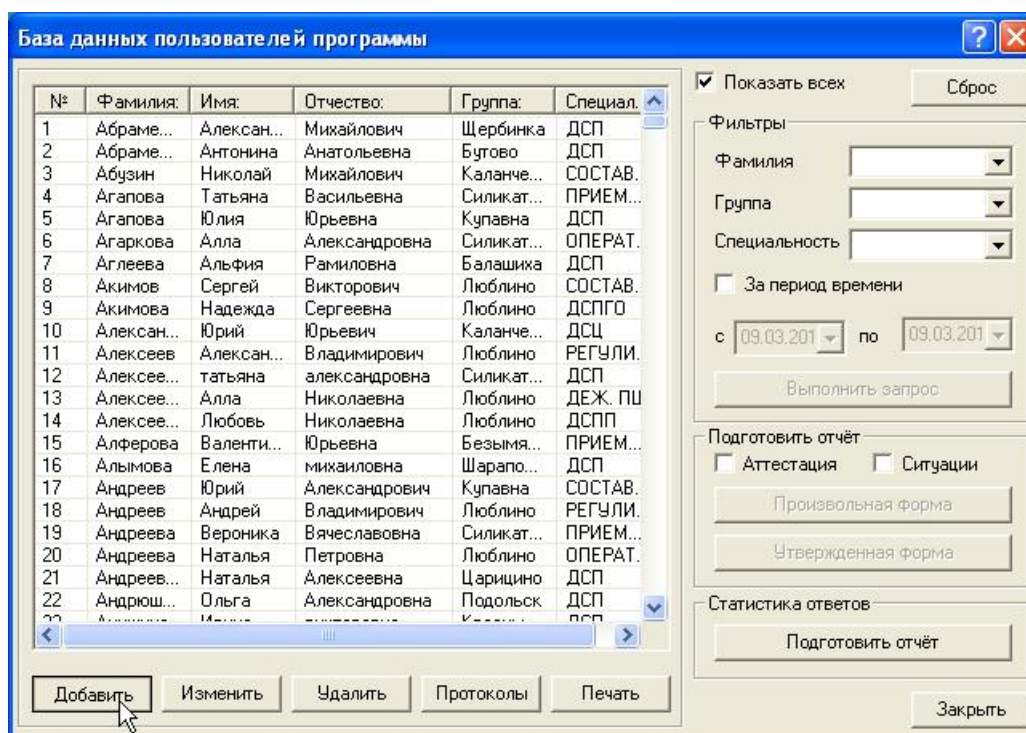 База данных пользователей программы
№ Фамилия: Имя: Отчество: Группа: Специал.
1 Абраме... Алексан... Михайлович Щербинка ДСП
2 Абраме... Антонина Анатольевна Бутово ДСП
3 Абузин Николай Михайлович Каланче... СОСТАВ.
4 Агапова Татьяна Васильевна Силикат... ПРИЕМ...
5 Агапова Юлия Юрьевна Купавна ДСП
6 Агаркова Алла Александровна Силикат... ОПЕРАТ.
7 Аглеева Альфия Рамиловна Балашиха ДСП
8 Акимов Сергей Викторович Люблино СОСТАВ.
9 Акимова Надежда Сергеевна Люблино ДСПГО
10 Алексан... Юрий Юрьевич Каланче... ДСЦ
11 Алексеев Алексан... Владимирович Люблино РЕГУЛИ.
12 Алексее... татьяна александровна Силикат... ДСП
13 Алексее... Алла Николаевна Люблино ДЕЖ. ПШ
14 Алексее... Любовь Николаевна Люблино ДСПП
15 Алферова Валенти... Юрьевна Безымя... ПРИЕМ...
16 Алымова Елена михаиловна Шарапо... ДСП
17 Андреев Юрий Александрович Купавна СОСТАВ.
18 Андреев Андрей Владимирович Люблино РЕГУЛИ.
19 Андреева Вероника Вячеславовна Силикат... ПРИЕМ...
20 Андреева Наталья Петровна Люблино ОПЕРАТ.
21 Андреев... Наталья Алексеевна Царицино ДСП
22 Андрюш... Ольга Александровна Подольск ДСП
Добавить Изменить Удалить Протоколы Печать
Показать всех Сброс
Фильтры
Фамилия
Группа
Специальность
За период времени
с 09.03.201 по 09.03.201
Выполнить запрос
Подготовить отчёт
Аттестация Ситуации
Произвольная форма
Утвержденная форма
Статистика ответов
Подготовить отчёт
Закрыть